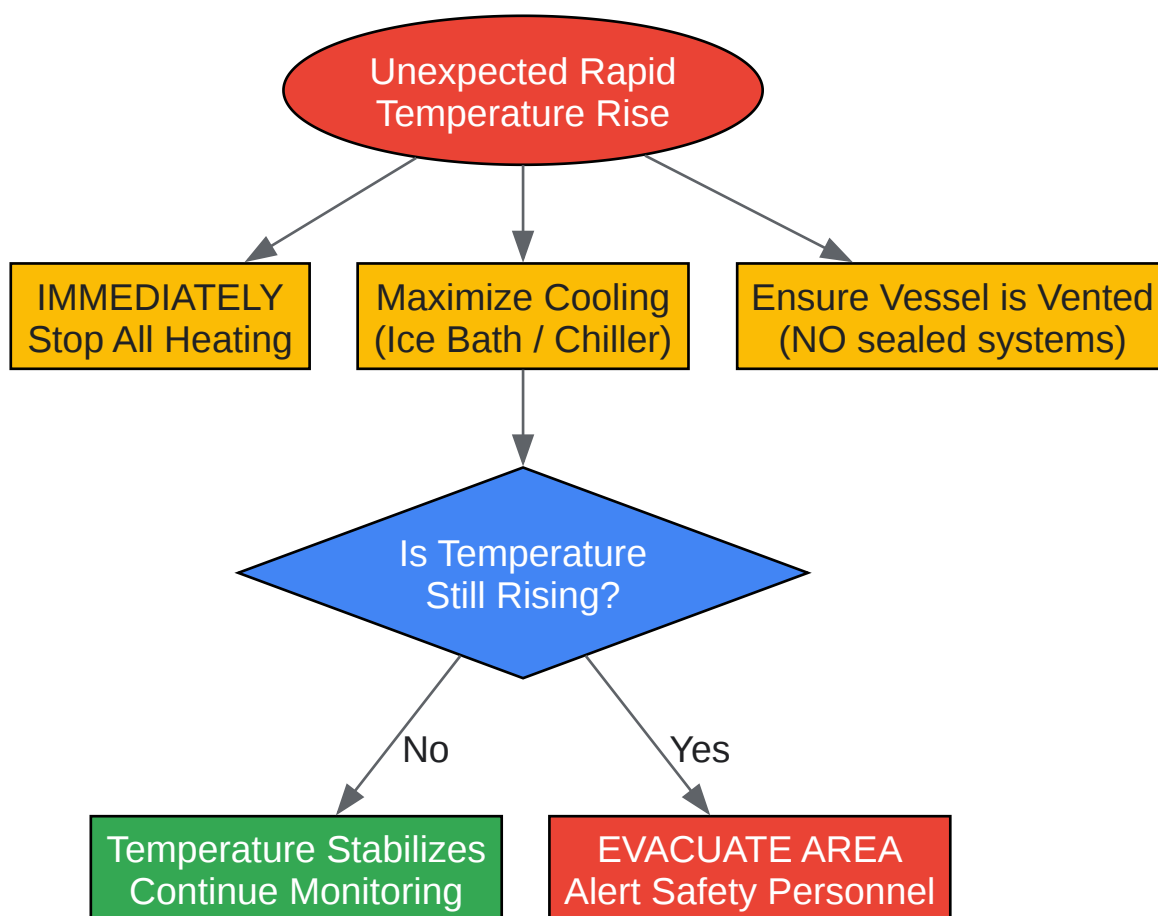 Unexpected Rapid
Temperature Rise
IMMEDIATELY
Stop All Heating
Maximize Cooling
(Ice Bath / Chiller)
Ensure Vessel is Vented
(NO sealed systems)
Is Temperature
Still Rising?
No
Yes
Temperature Stabilizes
Continue Monitoring
EVACUATE AREA
Alert Safety Personnel